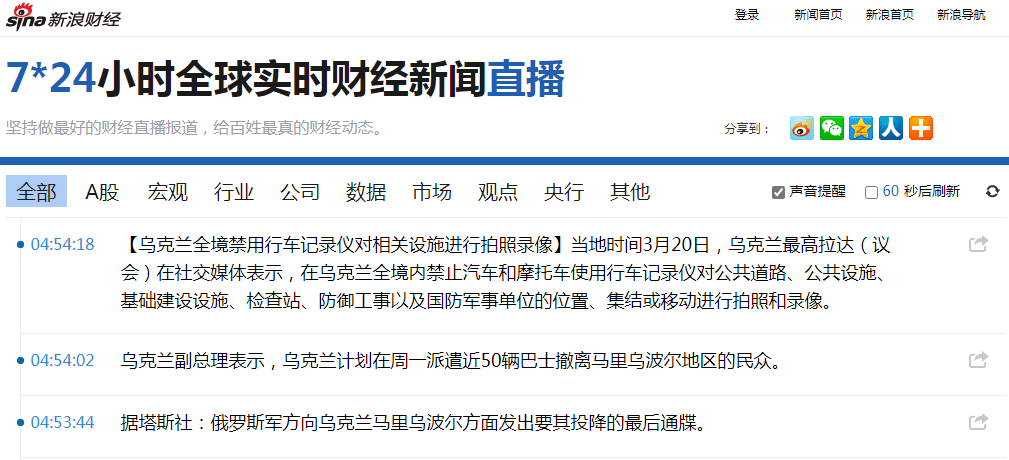 sina 新浪财经
登录 新闻首页 新浪首页 新浪导航
7*24小时全球实时财经新闻直播
坚持做最好的财经直播报道，给百姓最真的财经动态。
分享到：
全部 A股 宏观 行业 公司 数据 市场 观点 央行 其他 声音提醒 60 秒后刷新
04:54:18 【乌克兰全境禁用行车记录仪对相关设施进行拍照录像】当地时间3月20日，乌克兰最高拉达（议
会）在社交媒体表示，在乌克兰全境内禁止汽车和摩托车使用行车记录仪对公共道路、公共设施、
基础建设设施、检查站、防御工事以及国防军事单位的位置、集结或移动进行拍照和录像。
04:54:02 乌克兰副总理表示，乌克兰计划在周一派遣近50辆巴士撤离马里乌波尔地区的民众。
04:53:44 据塔斯社：俄罗斯军方向乌克兰马里乌波尔方面发出要其投降的最后通牒。